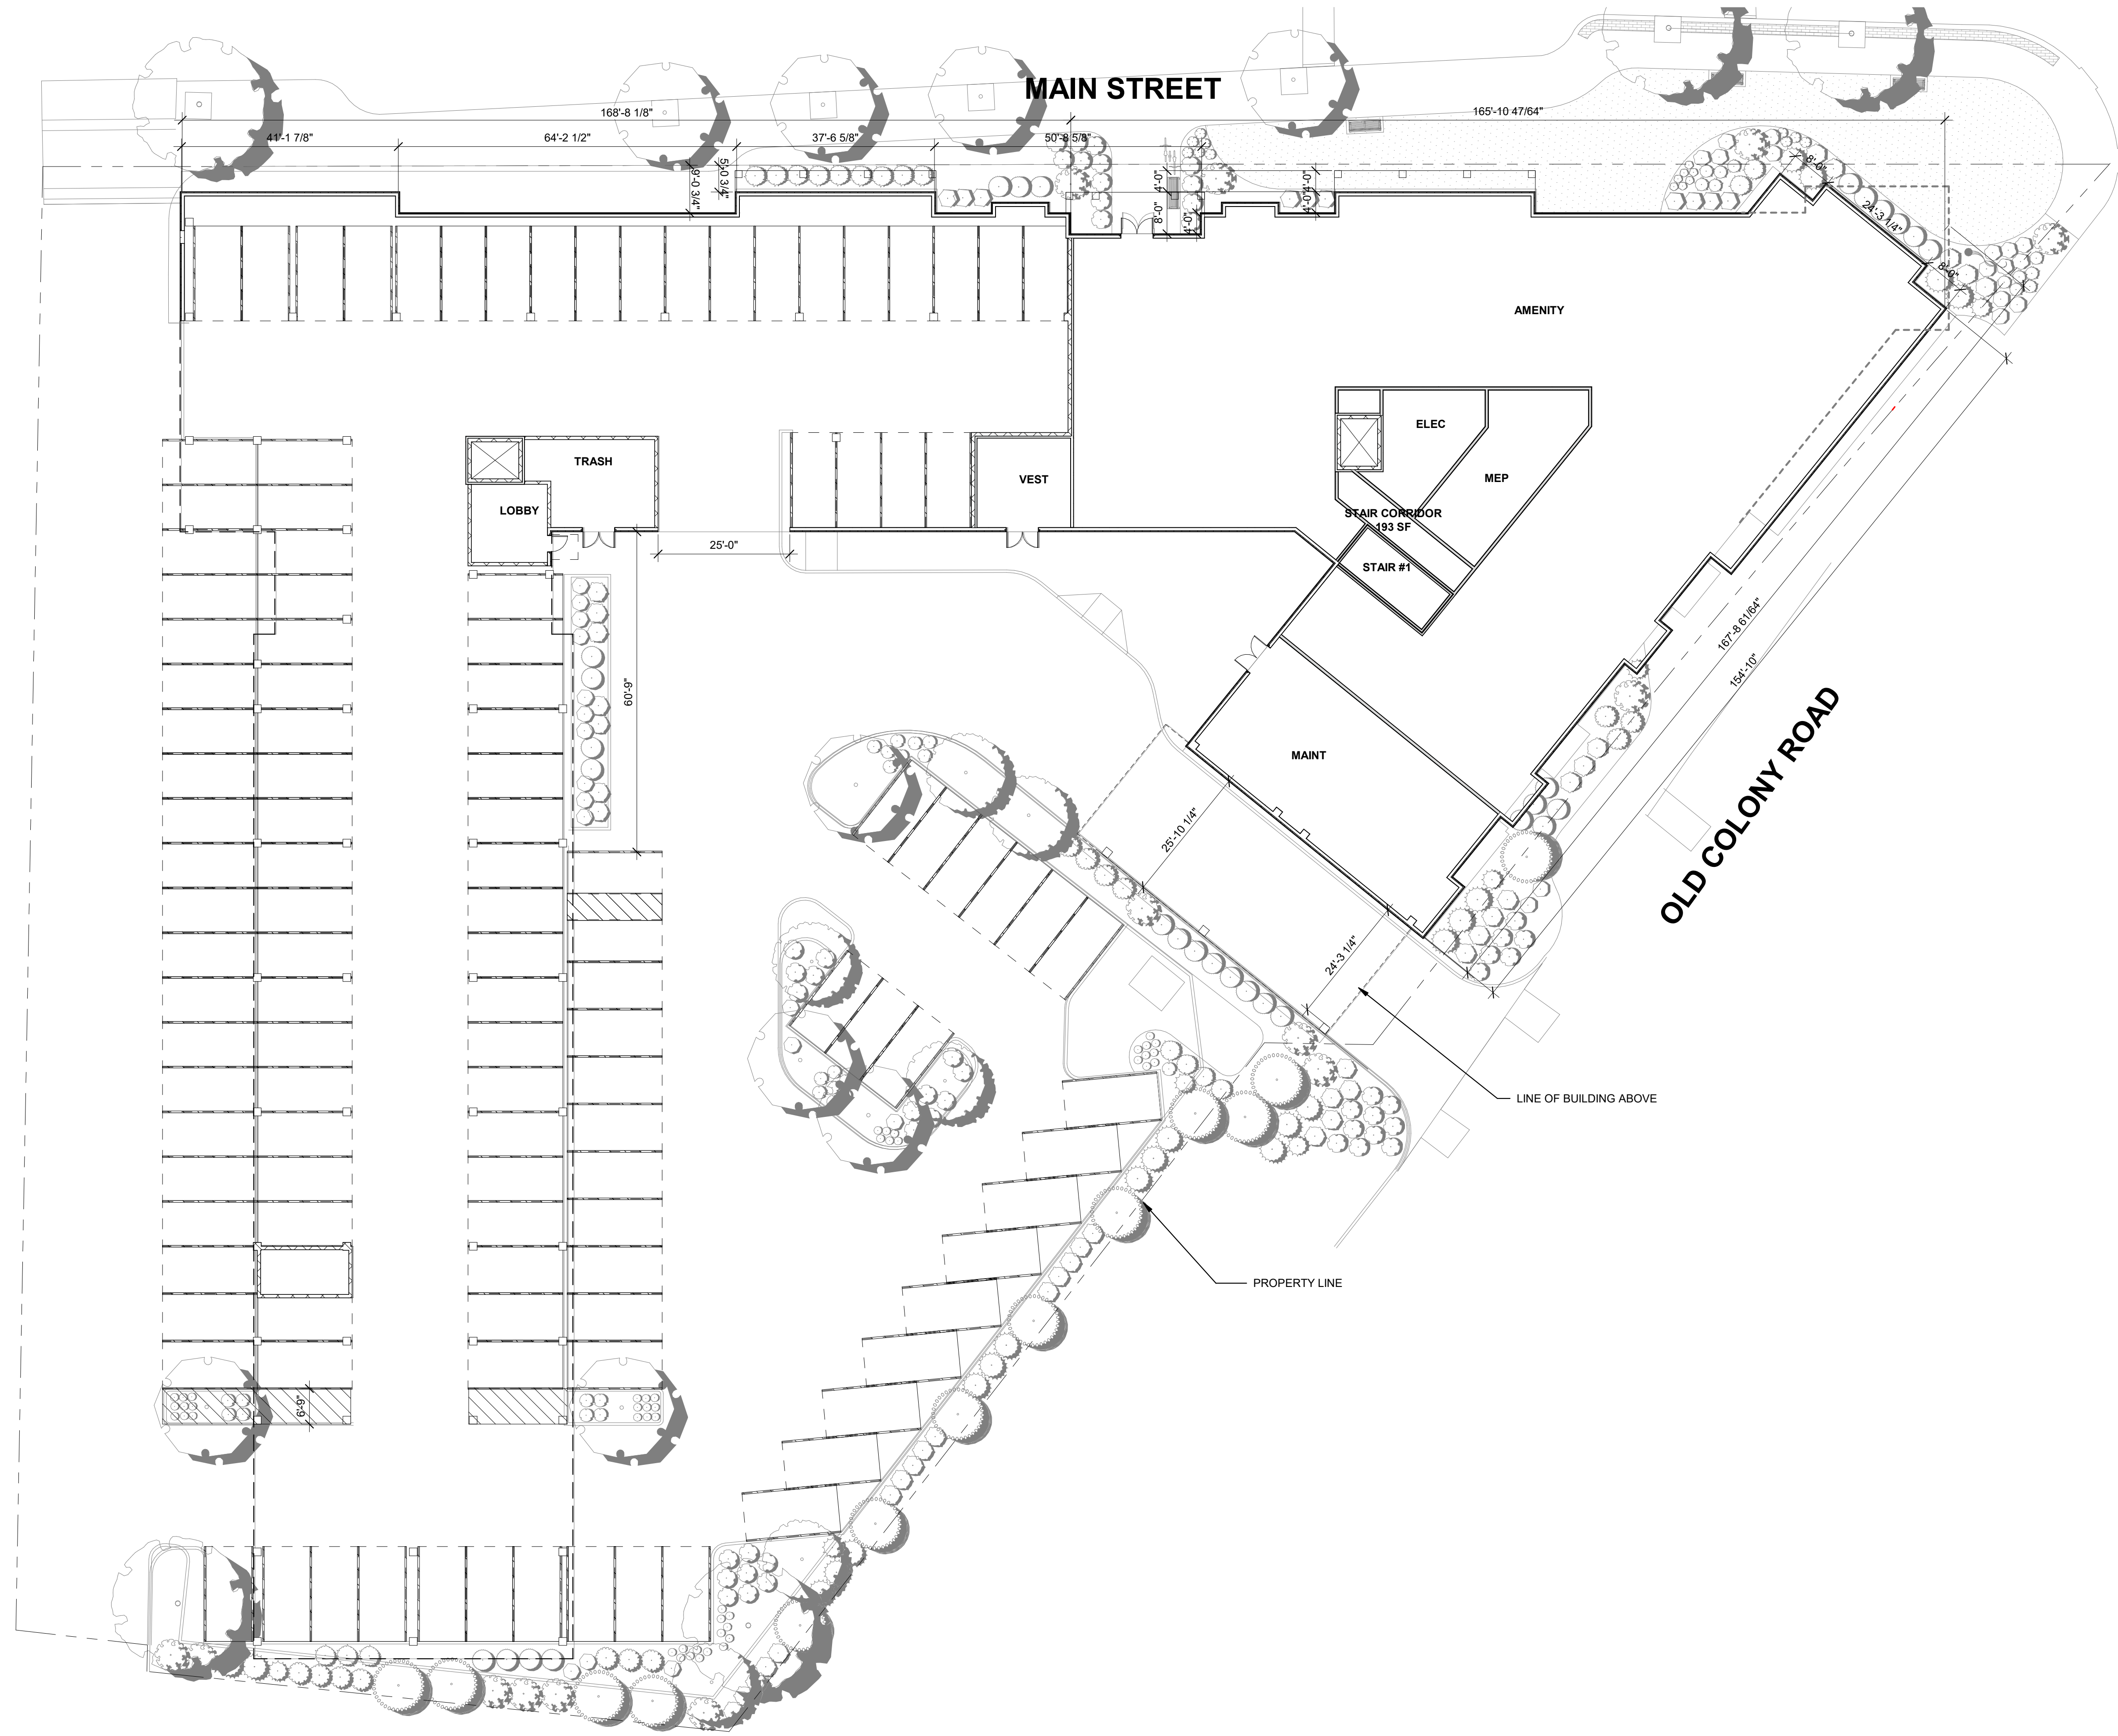 MAIN STREET
168'-8 1/8"
165'-10 47/64"
41'-1 7/8"
64'-2 1/2"
37'-6 5/8"
50'-8 5/8"
9'-0 3/4"
5'-0 3/4"
4'-0"
8'-0"
4'-0"
4'-0"
4'-0"
8'-0"
24'-3 1/4"
8'-0"
AMENITY
ELEC
TRASH
MEP
VEST
LOBBY
STAIR CORRIDOR
193 SF
25'-0"
STAIR #1
167'-8 61/64"
154'-10"
60'-9"
OLD COLONY ROAD
MAINT
25'-10 1/4"
24'-3 1/4"
LINE OF BUILDING ABOVE
PROPERTY LINE
6'-9"